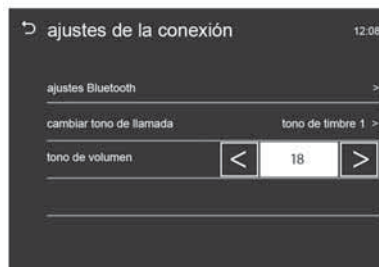 ajustes de la conexión
12:08
ajustes Bluetooth >
cambiar tono de llamada tono de timbre 1 >
tono de volumen < 18 >